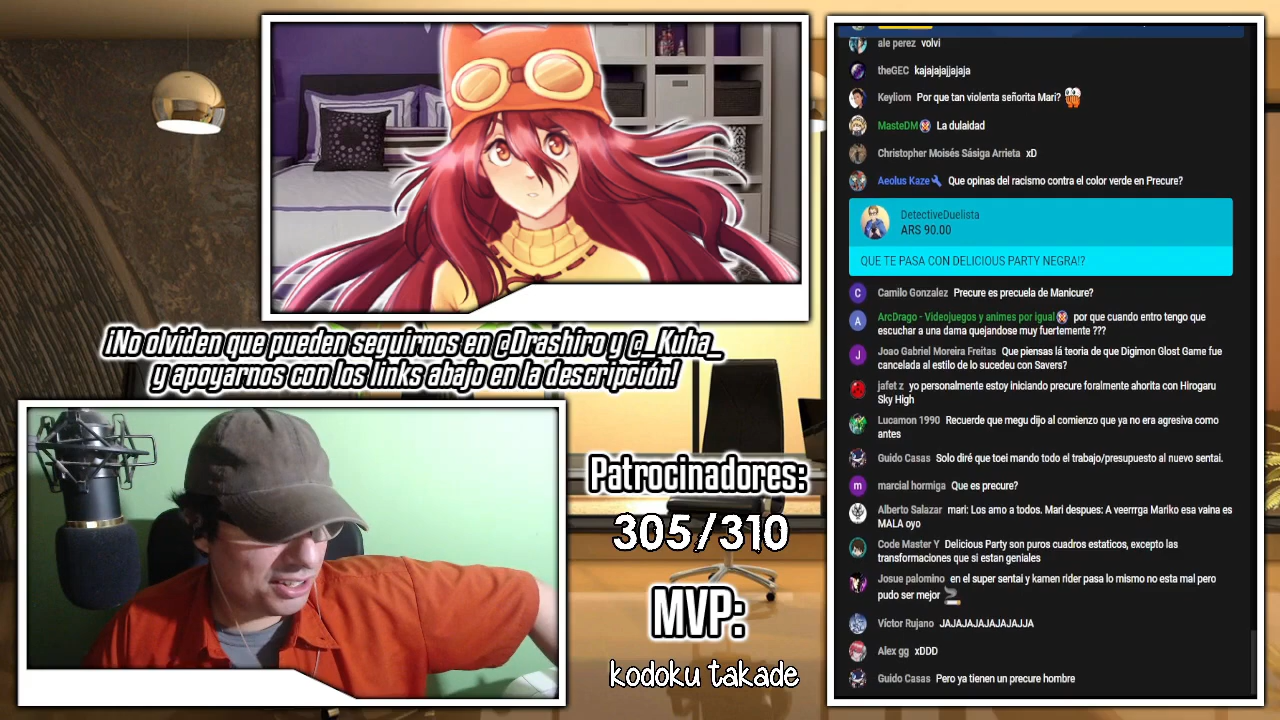 ¡No olviden que pueden seguirnos en @Drashiro y @_Kuha_
y apoyarnos con los links abajo en la descripción!
Patrocinadores:
305/310
MVP:
kodoku takade
ale perez volvi
theGEC kajajajajjajaja
Keyliom Por que tan violenta señorita Mari?
MasteDM La dulaidad
Christopher Moisés Sásiga Arrieta xD
Aeolus Kaze Que opinas del racismo contra el color verde en Precure?
DetectiveDuelista
ARS 90.00
QUE TE PASA CON DELICIOUS PARTY NEGRA!?
C Camilo Gonzalez Precure es precuela de Manicure?
A ArcDrago - Videojuegos y animes por igual por que cuando entro tengo que
escuchar a una dama quejandose muy fuertemente ???
J Joao Gabriel Moreira Freitas Que piensas lá teoria de que Digimon Glost Game fue
cancelada al estilo de lo sucedeu con Savers?
jafet z yo personalmente estoy iniciando precure foralmente ahorita con Hirogaru
Sky High
Lucamon 1990 Recuerde que megu dijo al comienzo que ya no era agresiva como
antes
Guido Casas Solo diré que toei mando todo el trabajo/presupuesto al nuevo sentai.
m marcial hormiga Que es precure?
Alberto Salazar mari: Los amo a todos. Mari despues: A veerrrga Mariko esa vaina es
MALA oyo
Code Master Y Delicious Party son puros cuadros estaticos, excepto las
transformaciones que si estan geniales
Josue palomino en el super sentai y kamen rider pasa lo mismo no esta mal pero
pudo ser mejor
Víctor Rujano JAJAJAJAJAJAJAJJA
Alex gg xDDD
Guido Casas Pero ya tienen un precure hombre